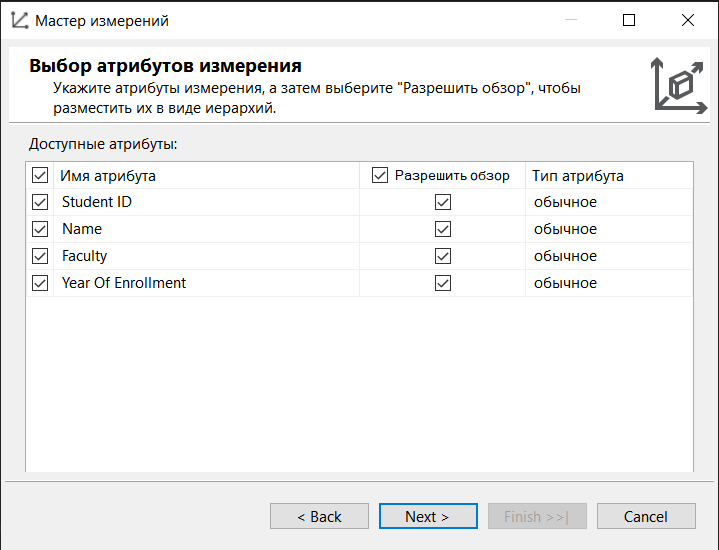 Мастер измерений
Выбор атрибутов измерения
Укажите атрибуты измерения, а затем выберите "Разрешить обзор", чтобы
разместить их в виде иерархий.
Доступные атрибуты:
Имя атрибута Разрешить обзор Тип атрибута
Student ID обычное
Name обычное
Faculty обычное
Year Of Enrollment обычное
< Back Next > Finish >>| Cancel